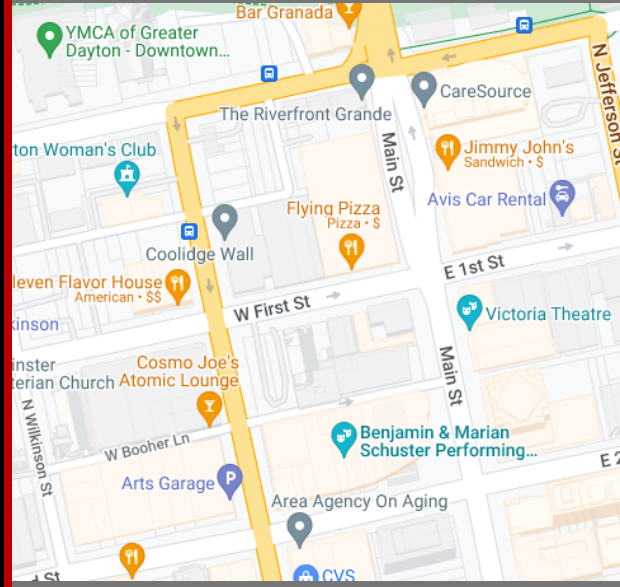 Bar Granada
YMCA of Greater
Dayton - Downtown...
N Jefferson St
The Riverfront Grande
CareSource
Main St
ton Woman's Club
Jimmy John's
Sandwich • $
Avis Car Rental
Flying Pizza
Pizza • $
Coolidge Wall
E 1st St
leven Flavor House
American • $$
W First St
Victoria Theatre
kinson
inster
terian Church
Cosmo Joe's
Atomic Lounge
Main St
N Wilkinson St
W Booher Ln
Benjamin & Marian
Schuster Performing...
E 2
Arts Garage
P
Area Agency On Aging
d St
CVS